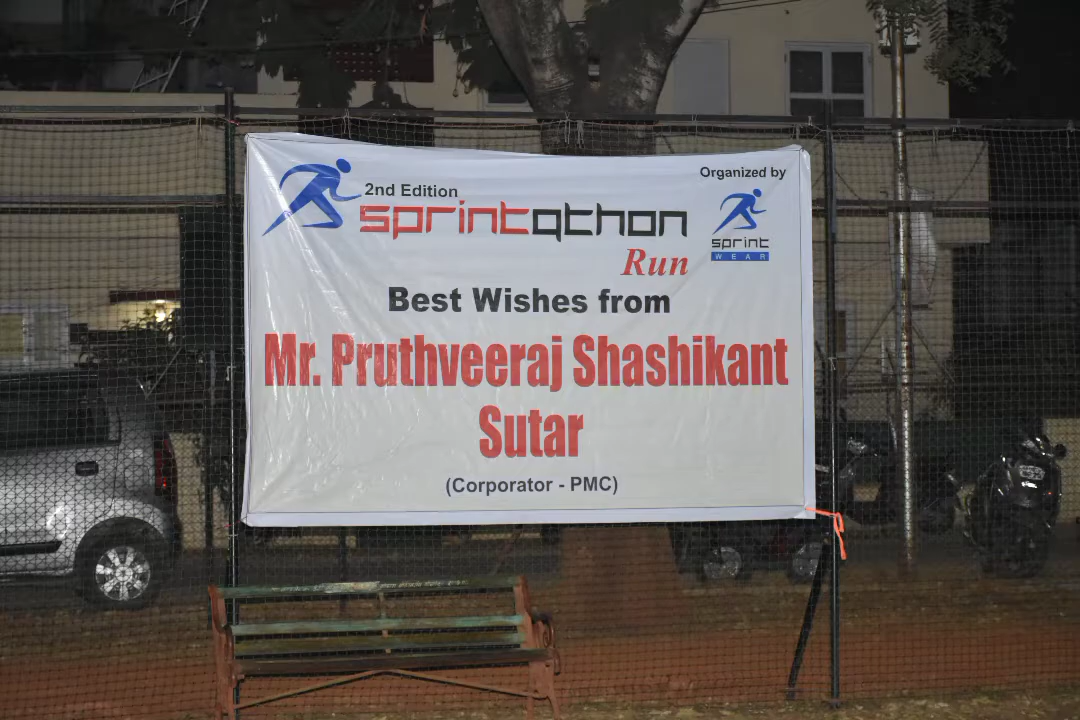 2nd Edition
sprintathon
Run
Organized by
sprint
WEAR
Best Wishes from
Mr. Pruthveeraj Shashikant
Sutar
(Corporator - PMC)